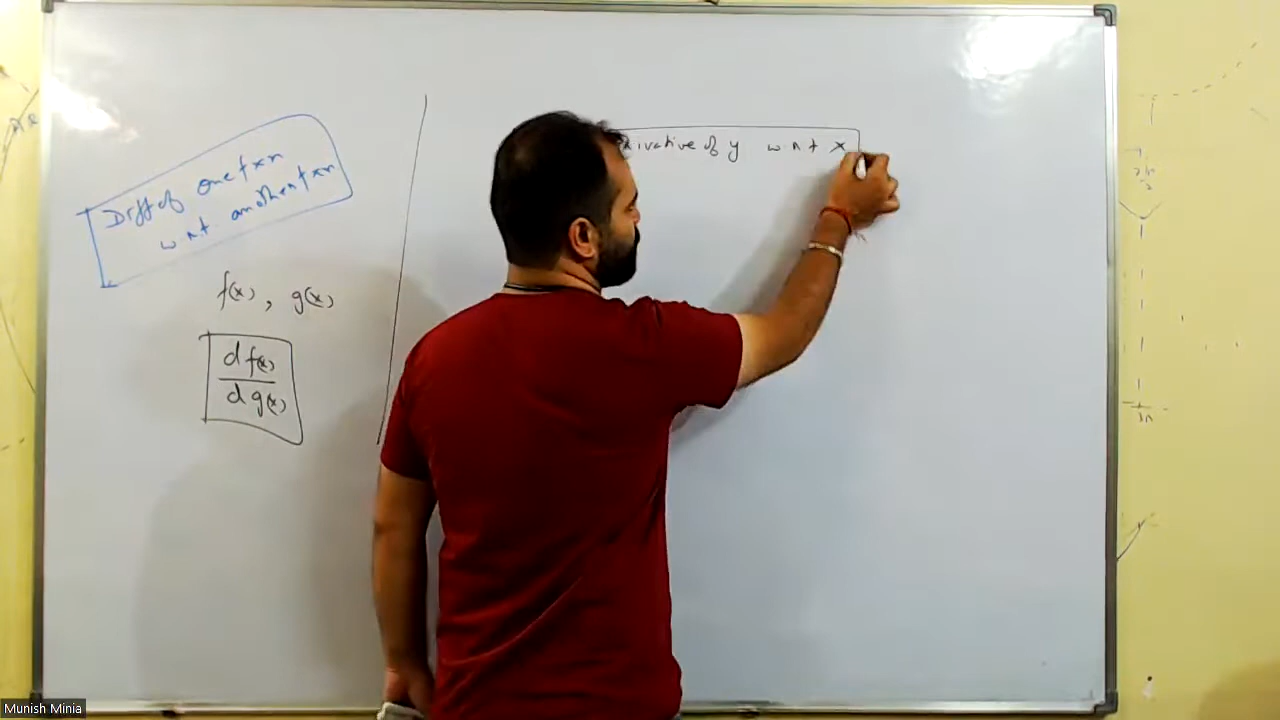 Diff of one fxn
w.r.t. another fxn
f(x) , g(x)
d f(x)
d g(x)
rivative of y w.r.t x
Munish Minia